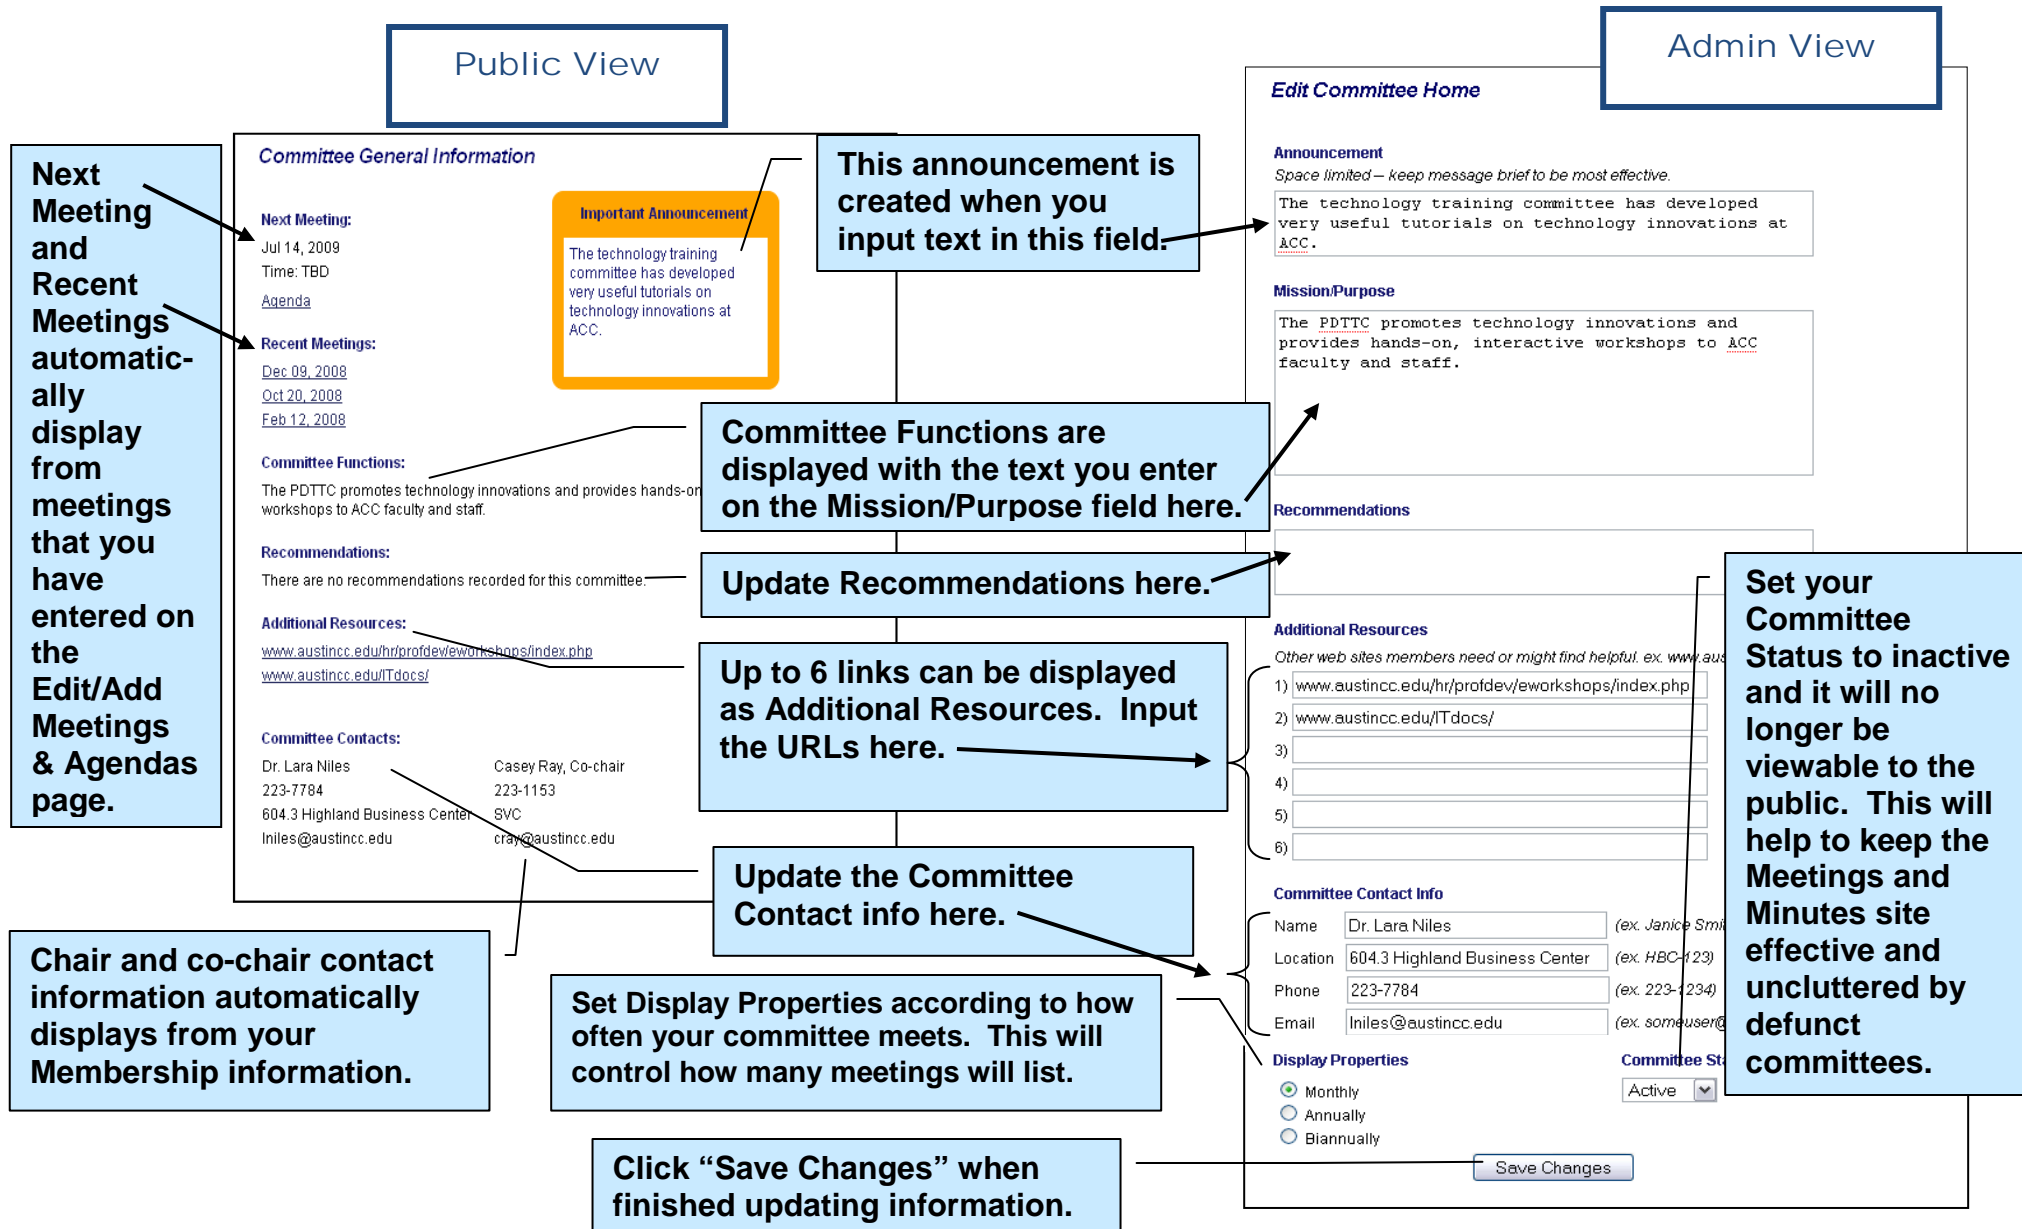 Public View
Admin View
Next
Meeting
and
Recent
Meetings
automatic-
ally
display
from
meetings
that you
have
entered on
the
Edit/Add
Meetings
& Agendas
page.
Committee General Information
Next Meeting:
Jul 14, 2009
Time: TBD
Agenda
Recent Meetings:
Dec 09, 2008
Oct 20, 2008
Feb 12, 2008
Important Announcement
The technology training
committee has developed
very useful tutorials on
technology innovations at
ACC.
Committee Functions:
The PDTTC promotes technology innovations and provides hands-on
workshops to ACC faculty and staff.
Recommendations:
There are no recommendations recorded for this committee.
Additional Resources:
www.austincc.edu/hr/profdev/eworkshops/index.php
www.austincc.edu/ITdocs/
Committee Contacts:
Dr. Lara Niles
223-7784
604.3 Highland Business Center
lniles@austincc.edu
Casey Ray, Co-chair
223-1153
SVC
cray@austincc.edu
Chair and co-chair contact
information automatically
displays from your
Membership information.
This announcement is
created when you
input text in this field.
Committee Functions are
displayed with the text you enter
on the Mission/Purpose field here.
Update Recommendations here.
Up to 6 links can be displayed
as Additional Resources. Input
the URLs here.
Update the Committee
Contact info here.
Set Display Properties according to how
often your committee meets. This will
control how many meetings will list.
Click “Save Changes” when
finished updating information.
Edit Committee Home
Announcement
Space limited – keep message brief to be most effective.
The technology training committee has developed
very useful tutorials on technology innovations at
ACC.
Mission/Purpose
The PDTTC promotes technology innovations and
provides hands-on, interactive workshops to ACC
faculty and staff.
Recommendations
Additional Resources
Other web sites members need or might find helpful. ex. www.aus
1) www.austincc.edu/hr/profdev/eworkshops/index.php
2) www.austincc.edu/ITdocs/
3)
4)
5)
6)
Committee Contact Info
Name Dr. Lara Niles (ex. Janice Smi
Location 604.3 Highland Business Center (ex. HBC-123)
Phone 223-7784 (ex. 223-1234)
Email lniles@austincc.edu (ex. someuser@
Display Properties
Monthly
Annually
Biannually
Committee Sta
Active
Save Changes
Set your
Committee
Status to inactive
and it will no
longer be
viewable to the
public. This will
help to keep the
Meetings and
Minutes site
effective and
uncluttered by
defunct
committees.